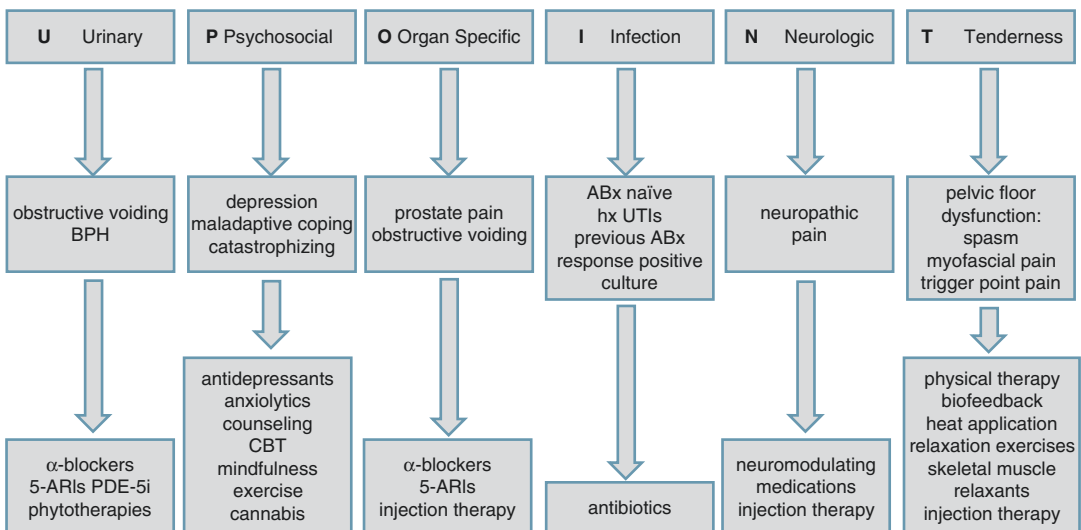 U Urinary
P Psychosocial
O Organ Specific
I Infection
N Neurologic
T Tenderness
obstructive voiding
BPH
depression
maladaptive coping
catastrophizing
prostate pain
obstructive voiding
ABx naïve
hx UTIs
previous ABx
response positive
culture
neuropathic
pain
pelvic floor
dysfunction:
spasm
myofascial pain
trigger point pain
α-blockers
5-ARIs PDE-5i
phytotherapies
antidepressants
anxiolytics
counseling
CBT
mindfulness
exercise
cannabis
α-blockers
5-ARIs
injection therapy
antibiotics
neuromodulating
medications
injection therapy
physical therapy
biofeedback
heat application
relaxation exercises
skeletal muscle
relaxants
injection therapy